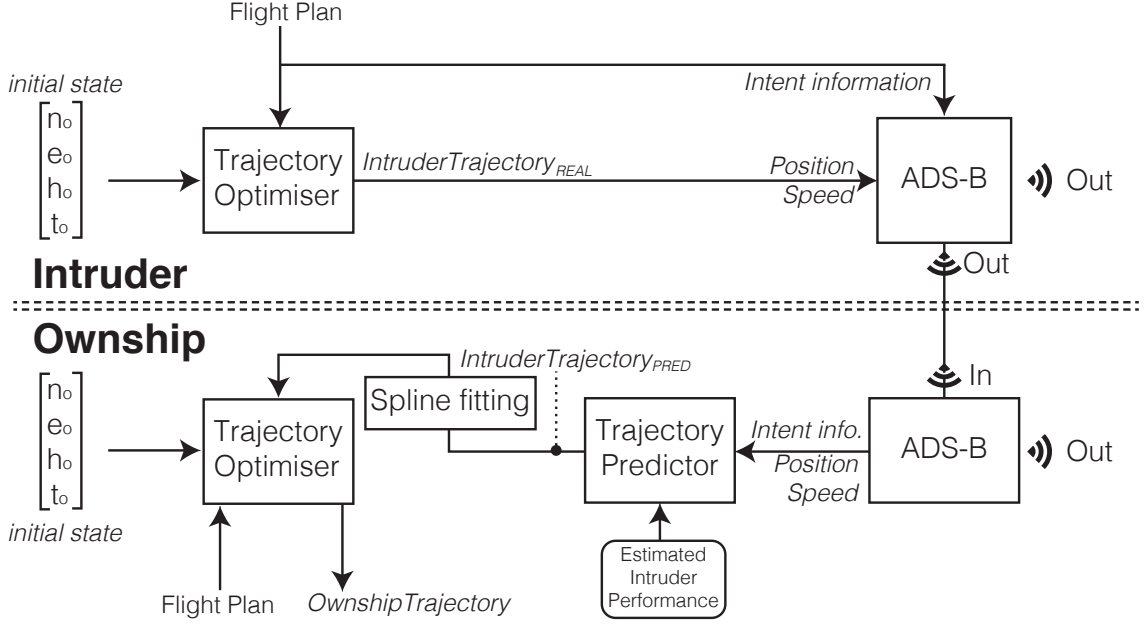 Flight Plan
initial state
Intent information
n₀
e₀
h₀
t₀
Trajectory
Optimiser
IntruderTrajectory_REAL
Position
Speed
ADS-B
Out
Out
Intruder
Ownship
n₀
e₀
h₀
t₀
initial state
Trajectory
Optimiser
Spline fitting
IntruderTrajectory_PRED
Trajectory
Predictor
Intent info.
Position
Speed
In
ADS-B
Out
Estimated
Intruder
Performance
Flight Plan
OwnshipTrajectory